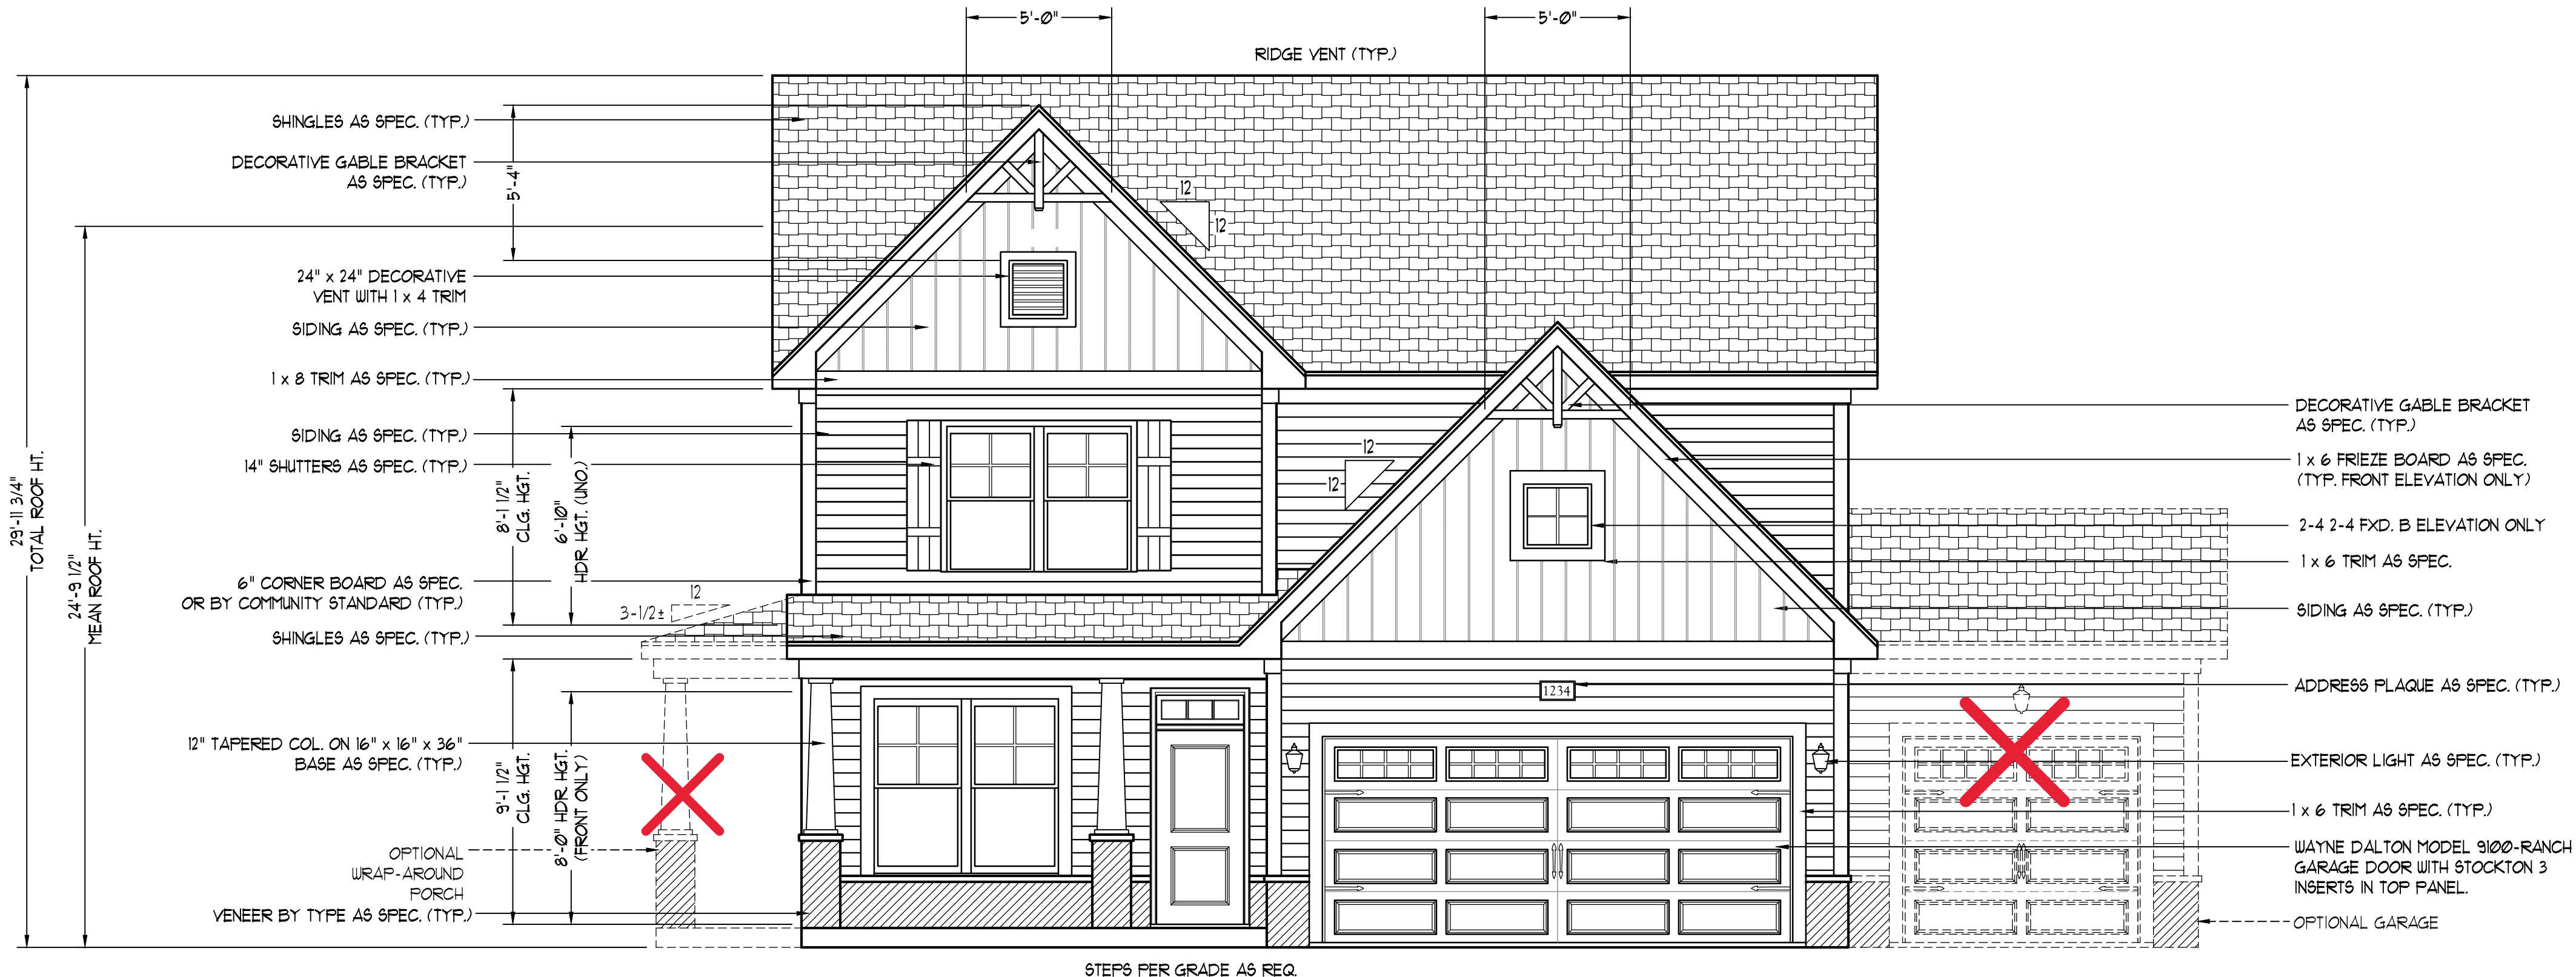 5'-0"
5'-0"
RIDGE VENT (TYP.)
SHINGLES AS SPEC. (TYP.)
DECORATIVE GABLE BRACKET
AS SPEC. (TYP.)
5'-4"
12
12
24" x 24" DECORATIVE
VENT WITH 1 x 4 TRIM
SIDING AS SPEC. (TYP.)
1 x 8 TRIM AS SPEC. (TYP.)
29'-11 3/4"
TOTAL ROOF HT.
24'-9 1/2"
MEAN ROOF HT.
SIDING AS SPEC. (TYP.)
14" SHUTTERS AS SPEC. (TYP.)
8'-1 1/2"
CLG. HGT.
6'-10"
HDR. HGT. (UNO.)
12
12
6" CORNER BOARD AS SPEC.
OR BY COMMUNITY STANDARD (TYP.)
12
3-1/2±
SHINGLES AS SPEC. (TYP.)
12" TAPERED COL. ON 16" x 16" x 36"
BASE AS SPEC. (TYP.)
9'-1 1/2"
CLG. HGT.
8'-0" HDR. HGT.
(FRONT ONLY)
OPTIONAL
WRAP-AROUND
PORCH
VENEER BY TYPE AS SPEC. (TYP.)
1234
DECORATIVE GABLE BRACKET
AS SPEC. (TYP.)
1 x 6 FRIEZE BOARD AS SPEC.
(TYP. FRONT ELEVATION ONLY)
2-4 2-4 FXD. B ELEVATION ONLY
1 x 6 TRIM AS SPEC.
SIDING AS SPEC. (TYP.)
ADDRESS PLAQUE AS SPEC. (TYP.)
EXTERIOR LIGHT AS SPEC. (TYP.)
1 x 6 TRIM AS SPEC. (TYP.)
WAYNE DALTON MODEL 9100-RANCH
GARAGE DOOR WITH STOCKTON 3
INSERTS IN TOP PANEL.
OPTIONAL GARAGE
STEPS PER GRADE AS REQ.